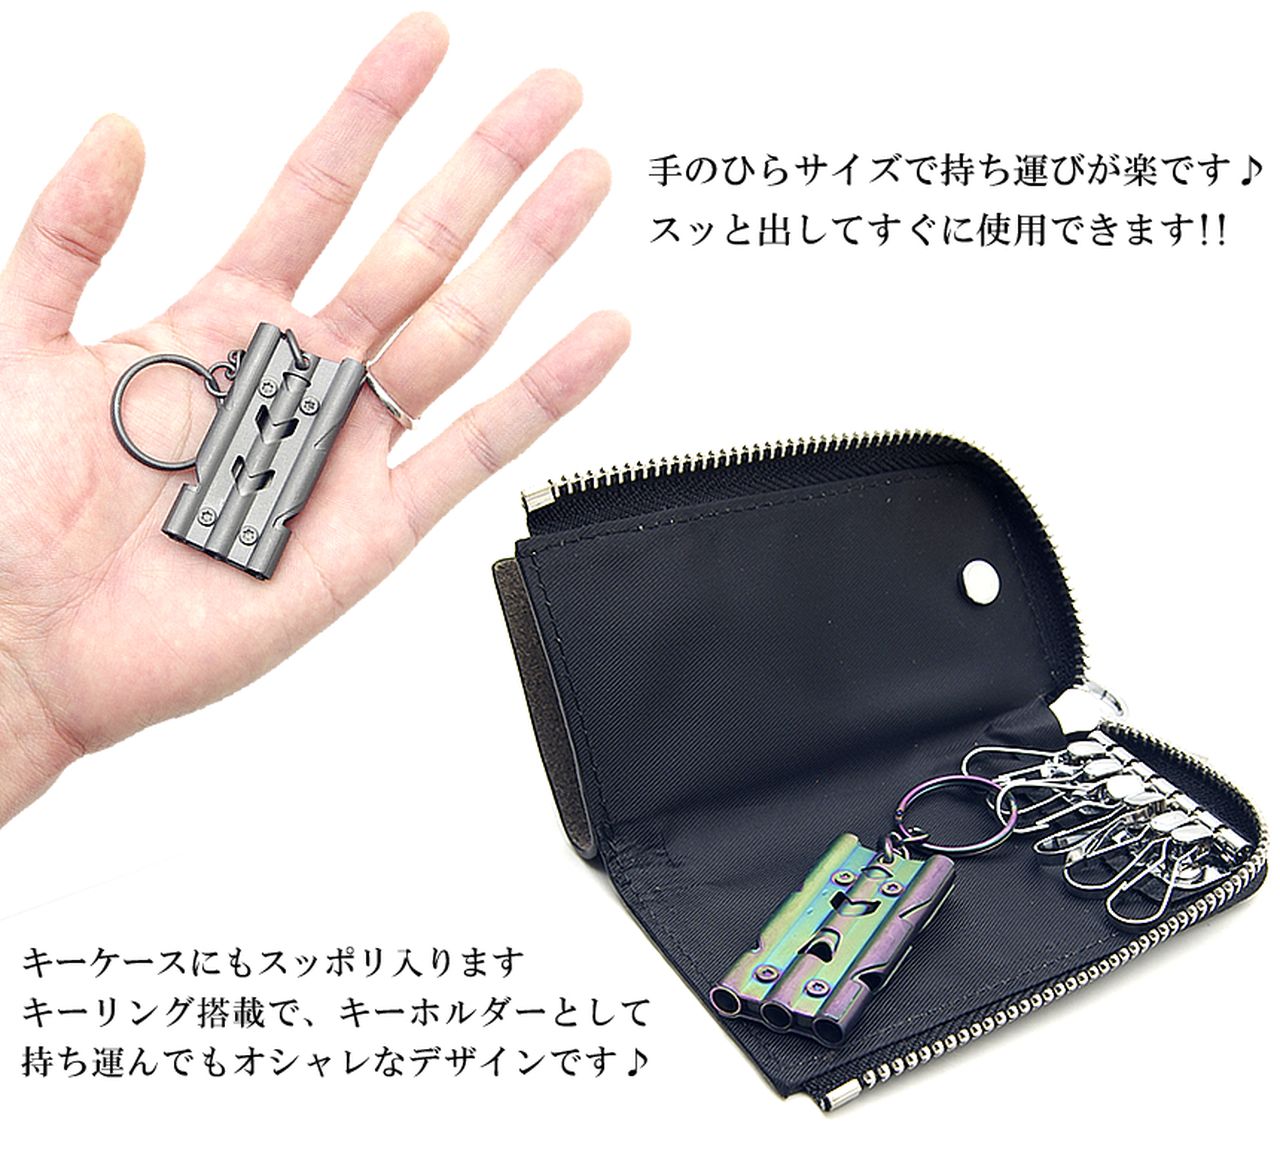 手のひらサイズで持ち運びが楽です♪
スッと出してすぐに使用できます!!
キーケースにもスッポリ入ります
キーリング搭載で、キーホルダーとして
持ち運んでもオシャレなデザインです♪